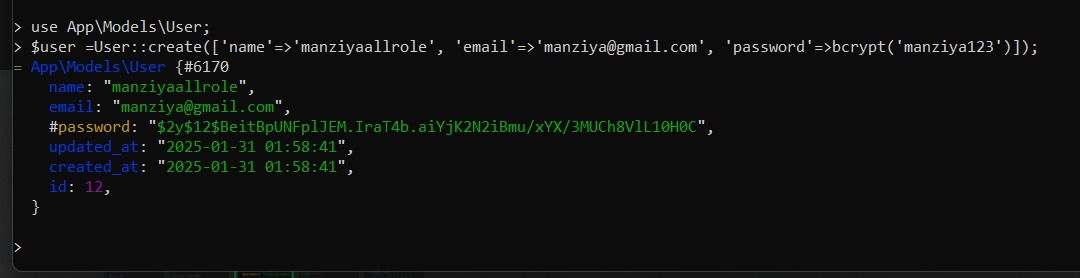 > use App\Models\User;
> $user =User::create(['name'=>'manziyaallrole', 'email'=>'manziya@gmail.com', 'password'=>bcrypt('manziya123')]);
= App\Models\User {#6170
name: "manziyaallrole",
email: "manziya@gmail.com",
#password: "$2y$12$BeitBpUNFplJEM.IraT4b.aiYjK2N2iBmu/xYX/3MUCh8VlL10H0C",
updated_at: "2025-01-31 01:58:41",
created_at: "2025-01-31 01:58:41",
id: 12,
}
>